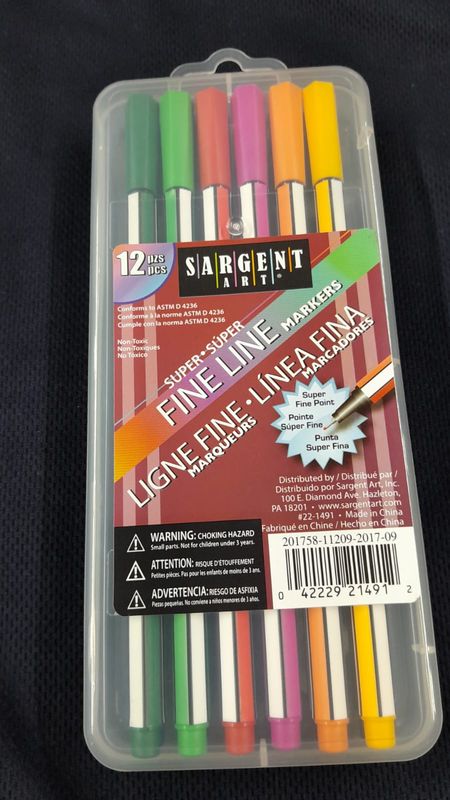 12 pzs
pcs
SARGENT
ART®
Conforms to ASTM D 4236
Conforme à la norme ASTM D 4236
Cumple con la norma ASTM D 4236
Non-Toxic
Non-Toxiques
No Tóxico
SÚPER • SÚPER
FINE LINE MARKERS
LIGNE FINE • LÍNEA FINA
MARQUEURS MARCADORES
Super
Fine Point
Pointe
Súper Fine
Punta
Super Fina
Distributed by / Distribué par /
Distribuido por Sargent Art, Inc.
100 E. Diamond Ave. Hazleton,
PA 18201 • www.sargentart.com
#22-1491 • Made in China
Fabriqué en Chine / Hecho en China
WARNING: CHOKING HAZARD
Small parts. Not for children under 3 years.
ATTENTION: RISQUE D'ÉTOUFFEMENT
Petites pièces. Pas pour les enfants de moins de 3 ans.
ADVERTENCIA: RIESGO DE ASFIXIA
Piezas pequeñas. No conviene a niños menores de 3 años.
201758-11209-2017-09
0 42229 21491 2